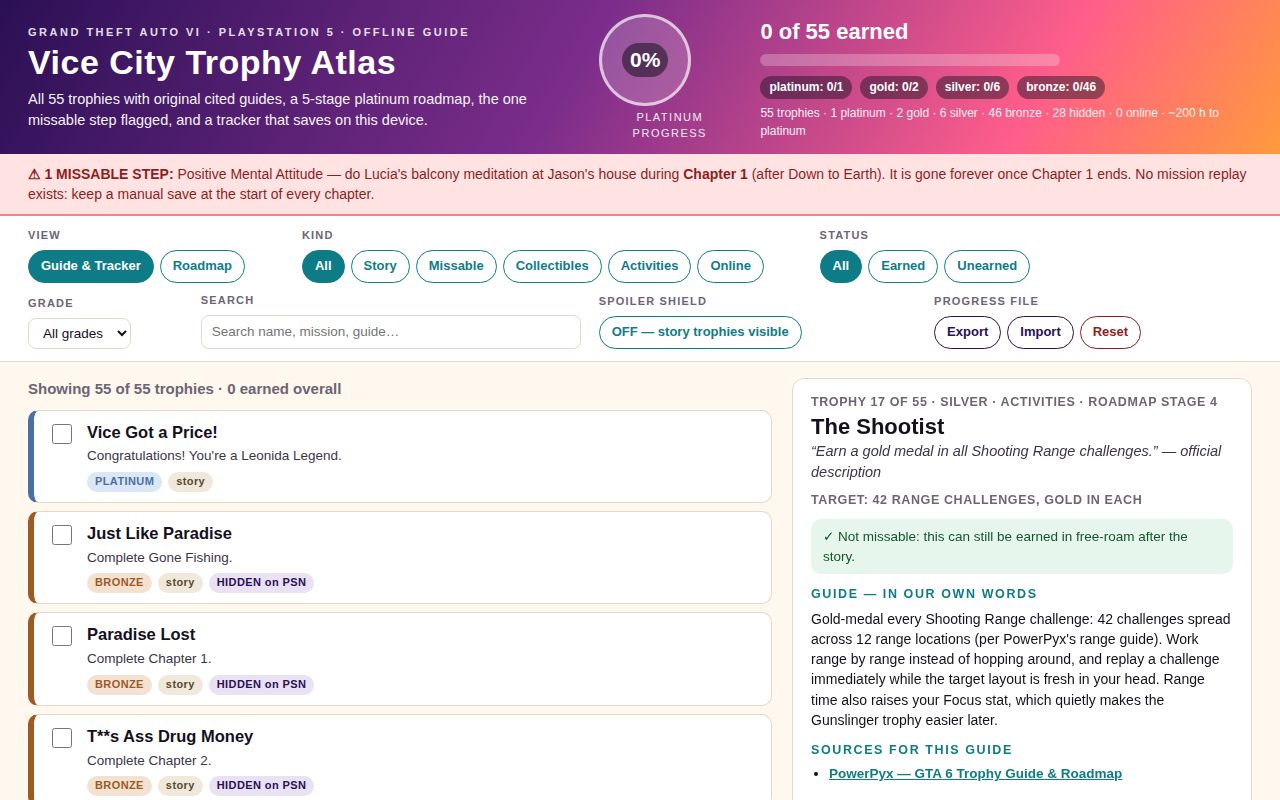 GRAND THEFT AUTO VI · PLAYSTATION 5 · OFFLINE GUIDE
Vice City Trophy Atlas
All 55 trophies with original cited guides, a 5-stage platinum roadmap, the one
missable step flagged, and a tracker that saves on this device.
0%
PLATINUM
PROGRESS
0 of 55 earned
platinum: 0/1
gold: 0/2
silver: 0/6
bronze: 0/46
55 trophies · 1 platinum · 2 gold · 6 silver · 46 bronze · 28 hidden · 0 online · ~200 h to
platinum
⚠ 1 MISSABLE STEP: Positive Mental Attitude — do Lucia's balcony meditation at Jason's house during Chapter 1 (after Down to Earth). It is gone forever once Chapter 1 ends. No mission replay
exists: keep a manual save at the start of every chapter.
VIEW
Guide & Tracker
Roadmap
KIND
All
Story
Missable
Collectibles
Activities
Online
STATUS
All
Earned
Unearned
GRADE
All grades
SEARCH
Search name, mission, guide…
SPOILER SHIELD
OFF — story trophies visible
PROGRESS FILE
Export
Import
Reset
Showing 55 of 55 trophies · 0 earned overall
Vice Got a Price!
Congratulations! You're a Leonida Legend.
PLATINUM
story
Just Like Paradise
Complete Gone Fishing.
BRONZE
story
HIDDEN on PSN
Paradise Lost
Complete Chapter 1.
BRONZE
story
HIDDEN on PSN
T**s Ass Drug Money
Complete Chapter 2.
BRONZE
story
HIDDEN on PSN
TROPHY 17 OF 55 · SILVER · ACTIVITIES · ROADMAP STAGE 4
The Shootist
“Earn a gold medal in all Shooting Range challenges.” — official
description
TARGET: 42 RANGE CHALLENGES, GOLD IN EACH
✓ Not missable: this can still be earned in free-roam after the
story.
GUIDE — IN OUR OWN WORDS
Gold-medal every Shooting Range challenge: 42 challenges spread
across 12 range locations (per PowerPyx's range guide). Work
range by range instead of hopping around, and replay a challenge
immediately while the target layout is fresh in your head. Range
time also raises your Focus stat, which quietly makes the
Gunslinger trophy easier later.
SOURCES FOR THIS GUIDE
• PowerPyx — GTA 6 Trophy Guide & Roadmap